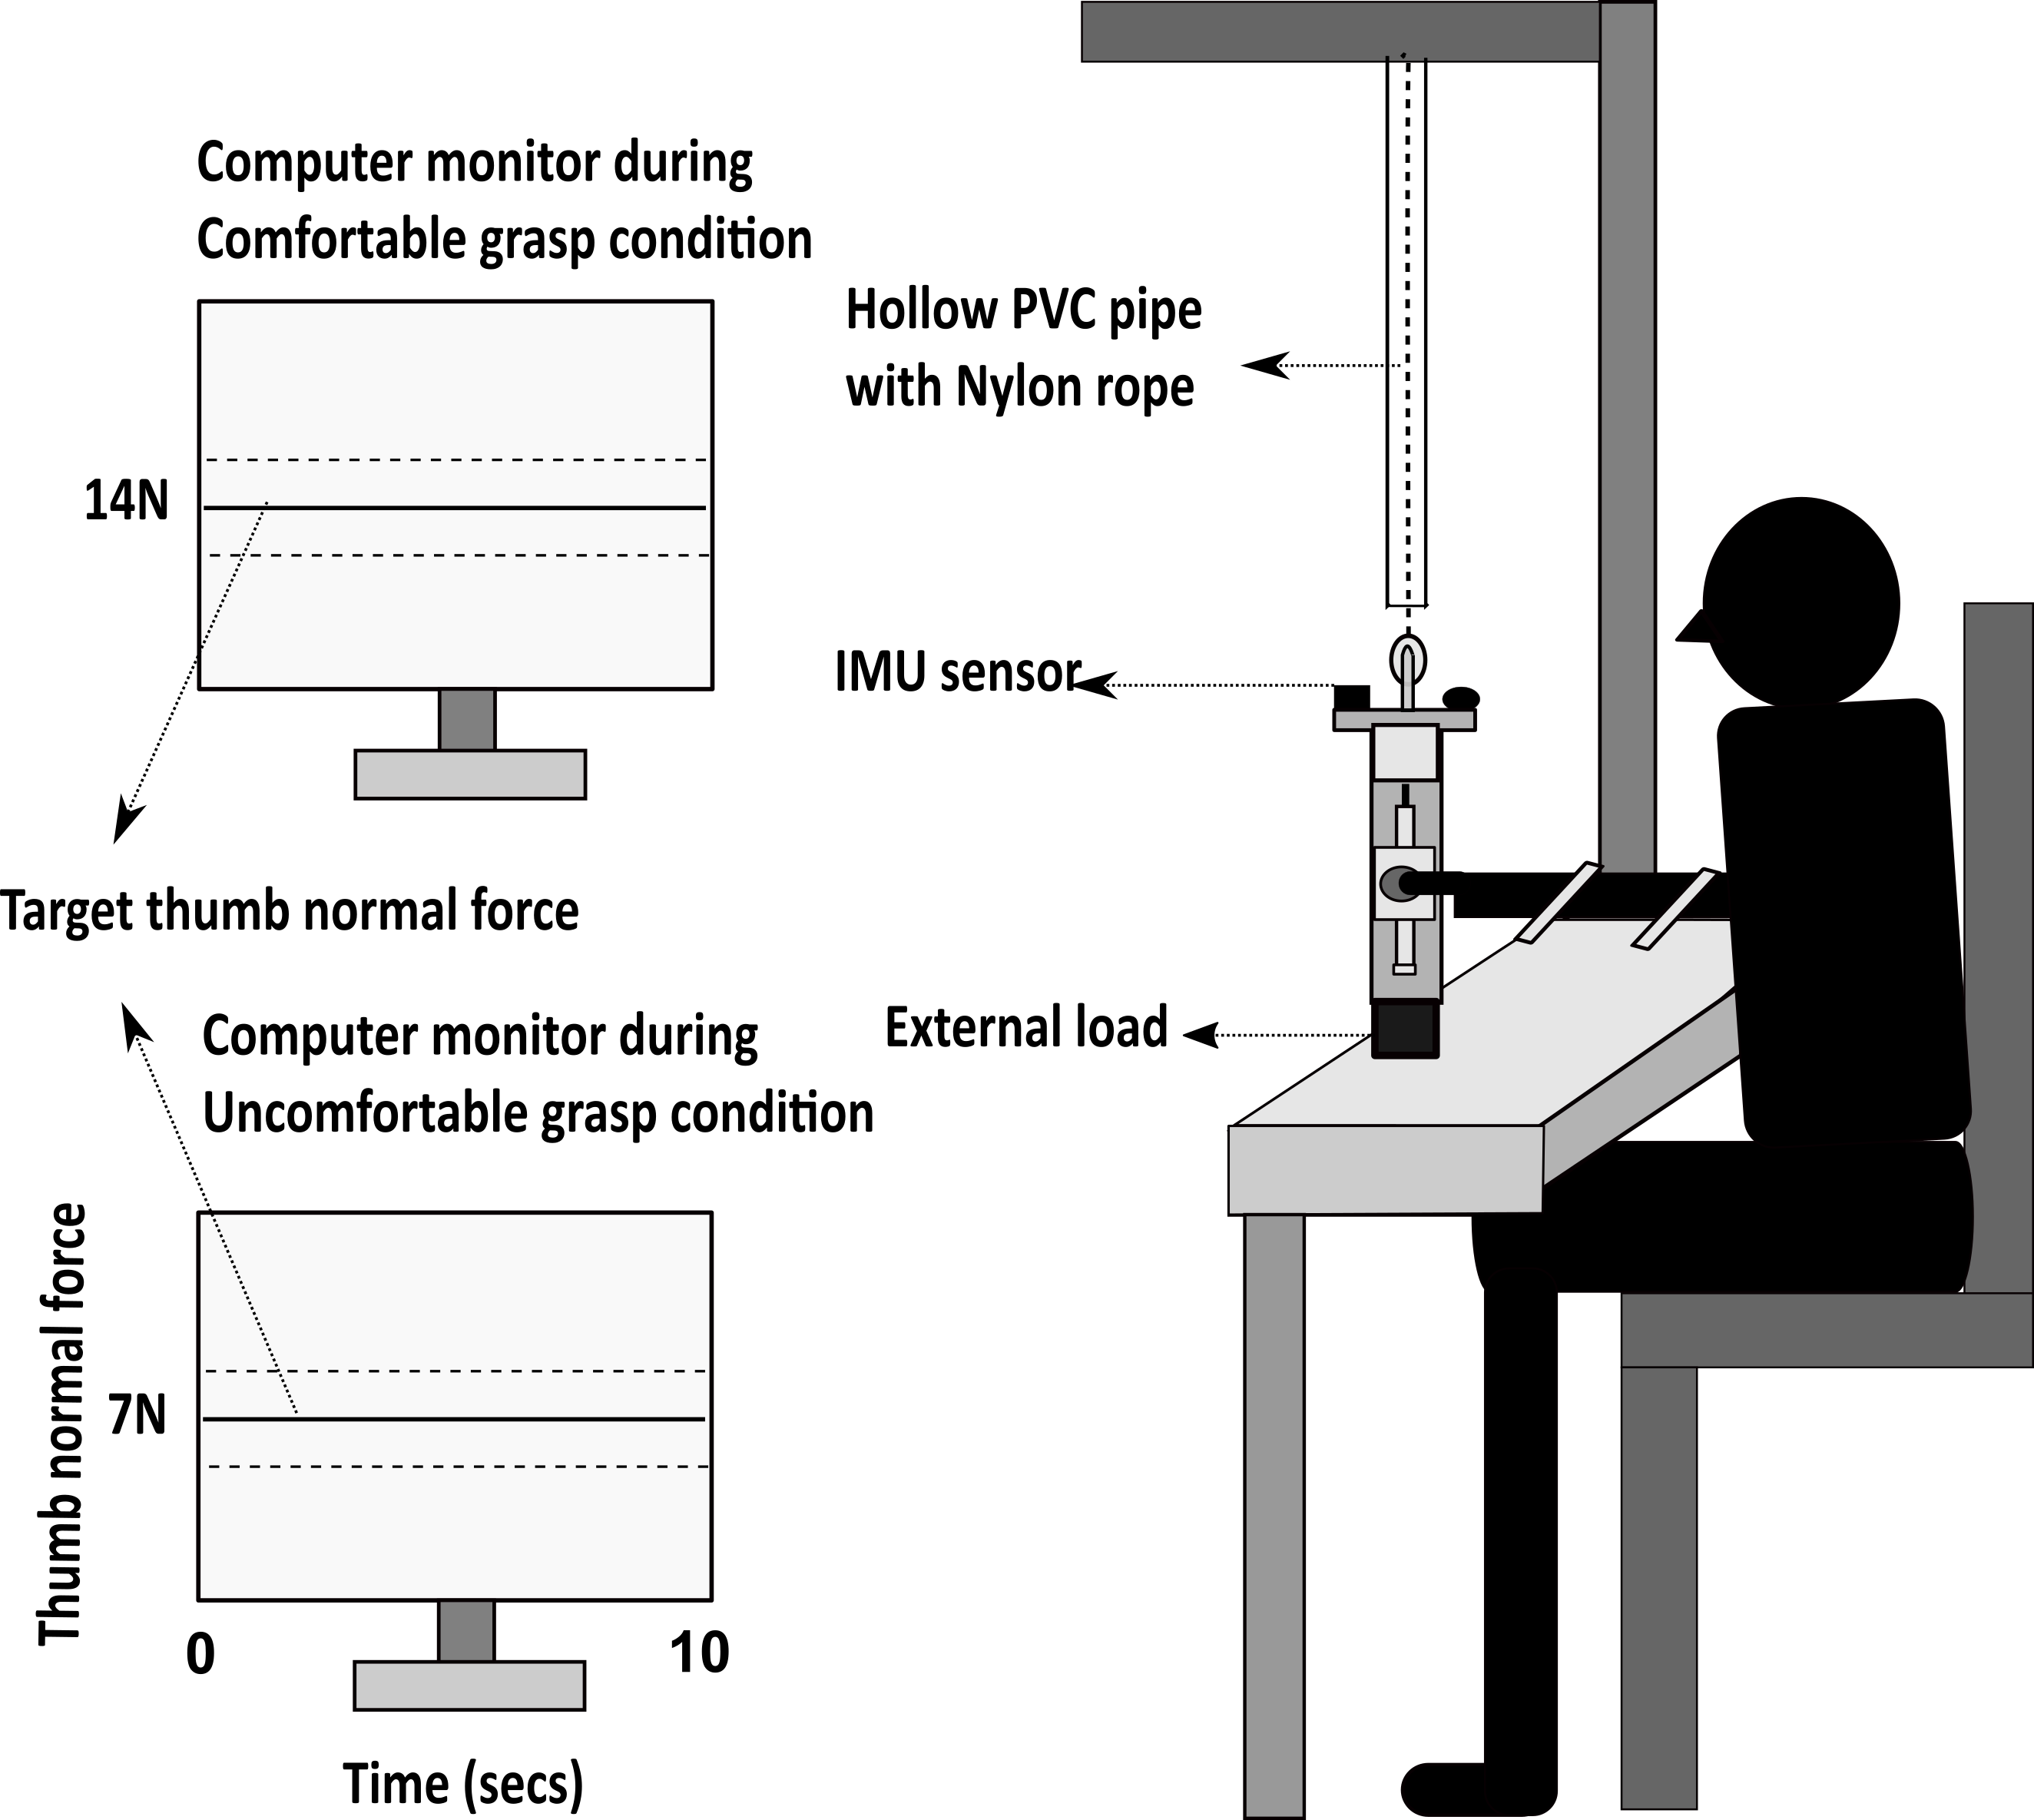 Computer monitor during
Comfortable grasp condition
14N
Target thumb normal force
Computer monitor during
Uncomfortable grasp condition
Thumb normal force
7N
0
10
Time (secs)
Hollow PVC pipe
with Nylon rope
IMU sensor
External load